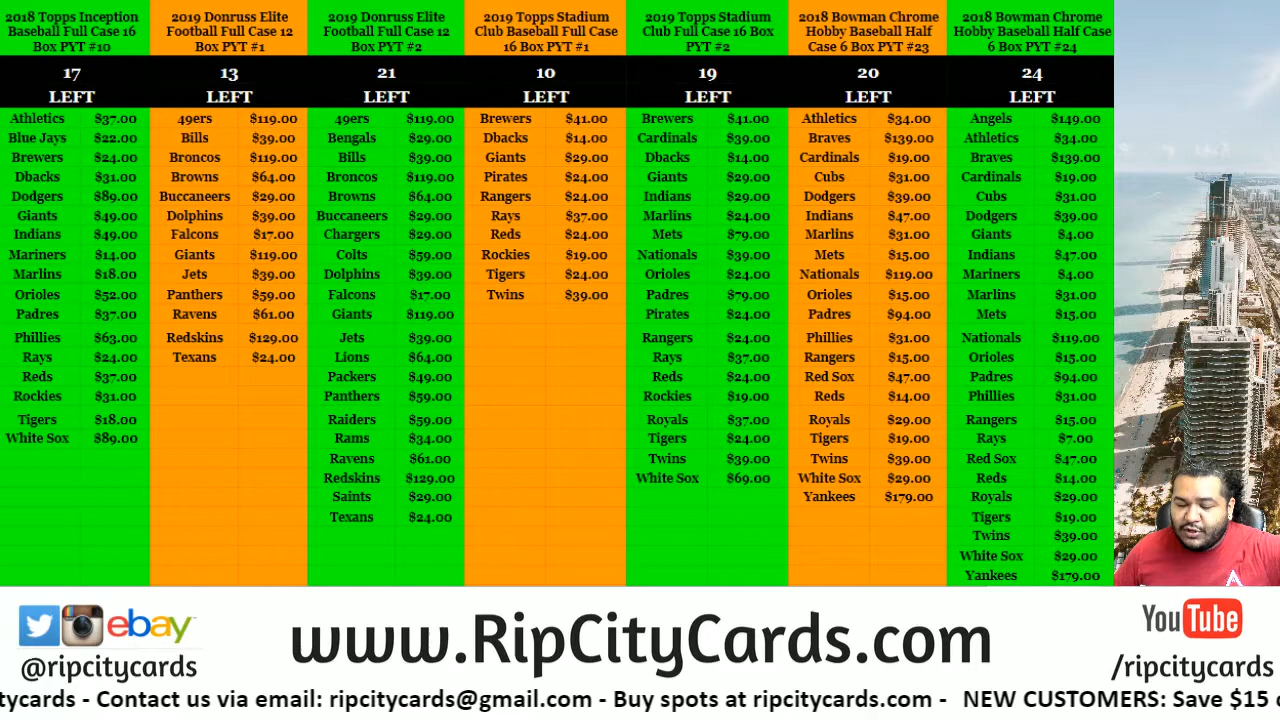 2018 Topps Inception
Baseball Full Case 16
Box PYT #10
17
LEFT
Athletics $37.00
Blue Jays $22.00
Brewers $24.00
Dbacks $31.00
Dodgers $89.00
Giants $49.00
Indians $49.00
Mariners $14.00
Marlins $18.00
Orioles $52.00
Padres $37.00
Phillies $63.00
Rays $24.00
Reds $37.00
Rockies $31.00
Tigers $18.00
White Sox $89.00
2019 Donruss Elite
Football Full Case 12
Box PYT #1
13
LEFT
49ers $119.00
Bills $39.00
Broncos $119.00
Browns $64.00
Buccaneers $29.00
Dolphins $39.00
Falcons $17.00
Giants $119.00
Jets $39.00
Panthers $59.00
Ravens $61.00
Redskins $129.00
Texans $24.00
2019 Donruss Elite
Football Full Case 12
Box PYT #2
21
LEFT
49ers $119.00
Bengals $29.00
Bills $39.00
Broncos $119.00
Browns $64.00
Buccaneers $29.00
Chargers $29.00
Colts $59.00
Dolphins $39.00
Falcons $17.00
Giants $119.00
Jets $39.00
Lions $64.00
Packers $49.00
Panthers $59.00
Raiders $59.00
Rams $34.00
Ravens $61.00
Redskins $129.00
Saints $29.00
Texans $24.00
2019 Topps Stadium
Club Baseball Full Case
16 Box PYT #1
10
LEFT
Brewers $41.00
Dbacks $14.00
Giants $29.00
Pirates $24.00
Rangers $24.00
Rays $37.00
Reds $24.00
Rockies $19.00
Tigers $24.00
Twins $39.00
2019 Topps Stadium
Club Full Case 16 Box
PYT #2
19
LEFT
Brewers $41.00
Cardinals $39.00
Dbacks $14.00
Giants $29.00
Indians $29.00
Marlins $24.00
Mets $79.00
Nationals $39.00
Orioles $24.00
Padres $79.00
Pirates $24.00
Rangers $24.00
Rays $37.00
Reds $24.00
Rockies $19.00
Royals $37.00
Tigers $24.00
Twins $39.00
White Sox $69.00
2018 Bowman Chrome
Hobby Baseball Half
Case 6 Box PYT #23
20
LEFT
Athletics $34.00
Braves $139.00
Cardinals $19.00
Cubs $31.00
Dodgers $39.00
Indians $47.00
Marlins $31.00
Mets $15.00
Nationals $119.00
Orioles $15.00
Padres $94.00
Phillies $31.00
Rangers $15.00
Red Sox $47.00
Reds $14.00
Royals $29.00
Tigers $19.00
Twins $39.00
White Sox $29.00
Yankees $179.00
2018 Bowman Chrome
Hobby Baseball Half Case
6 Box PYT #24
24
LEFT
Angels $149.00
Athletics $34.00
Braves $139.00
Cardinals $19.00
Cubs $31.00
Dodgers $39.00
Giants $4.00
Indians $47.00
Mariners $4.00
Marlins $31.00
Mets $15.00
Nationals $119.00
Orioles $15.00
Padres $94.00
Phillies $31.00
Rangers $15.00
Rays $7.00
Red Sox $47.00
Reds $14.00
Royals $29.00
Tigers $19.00
Twins $39.00
White Sox $29.00
Yankees $179.00
ebay
@ripcitycards
www.RipCityCards.com
YouTube
/ripcitycards
tycards - Contact us via email: ripcitycards@gmail.com - Buy spots at ripcitycards.com - NEW CUSTOMERS: Save $15